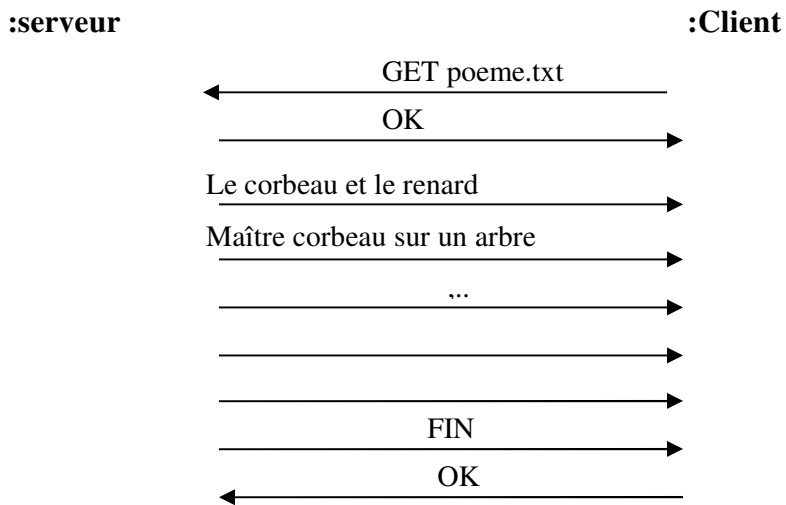 :serveur :Client
GET poeme.txt
OK
Le corbeau et le renard
Maître corbeau sur un arbre
,..
FIN
OK